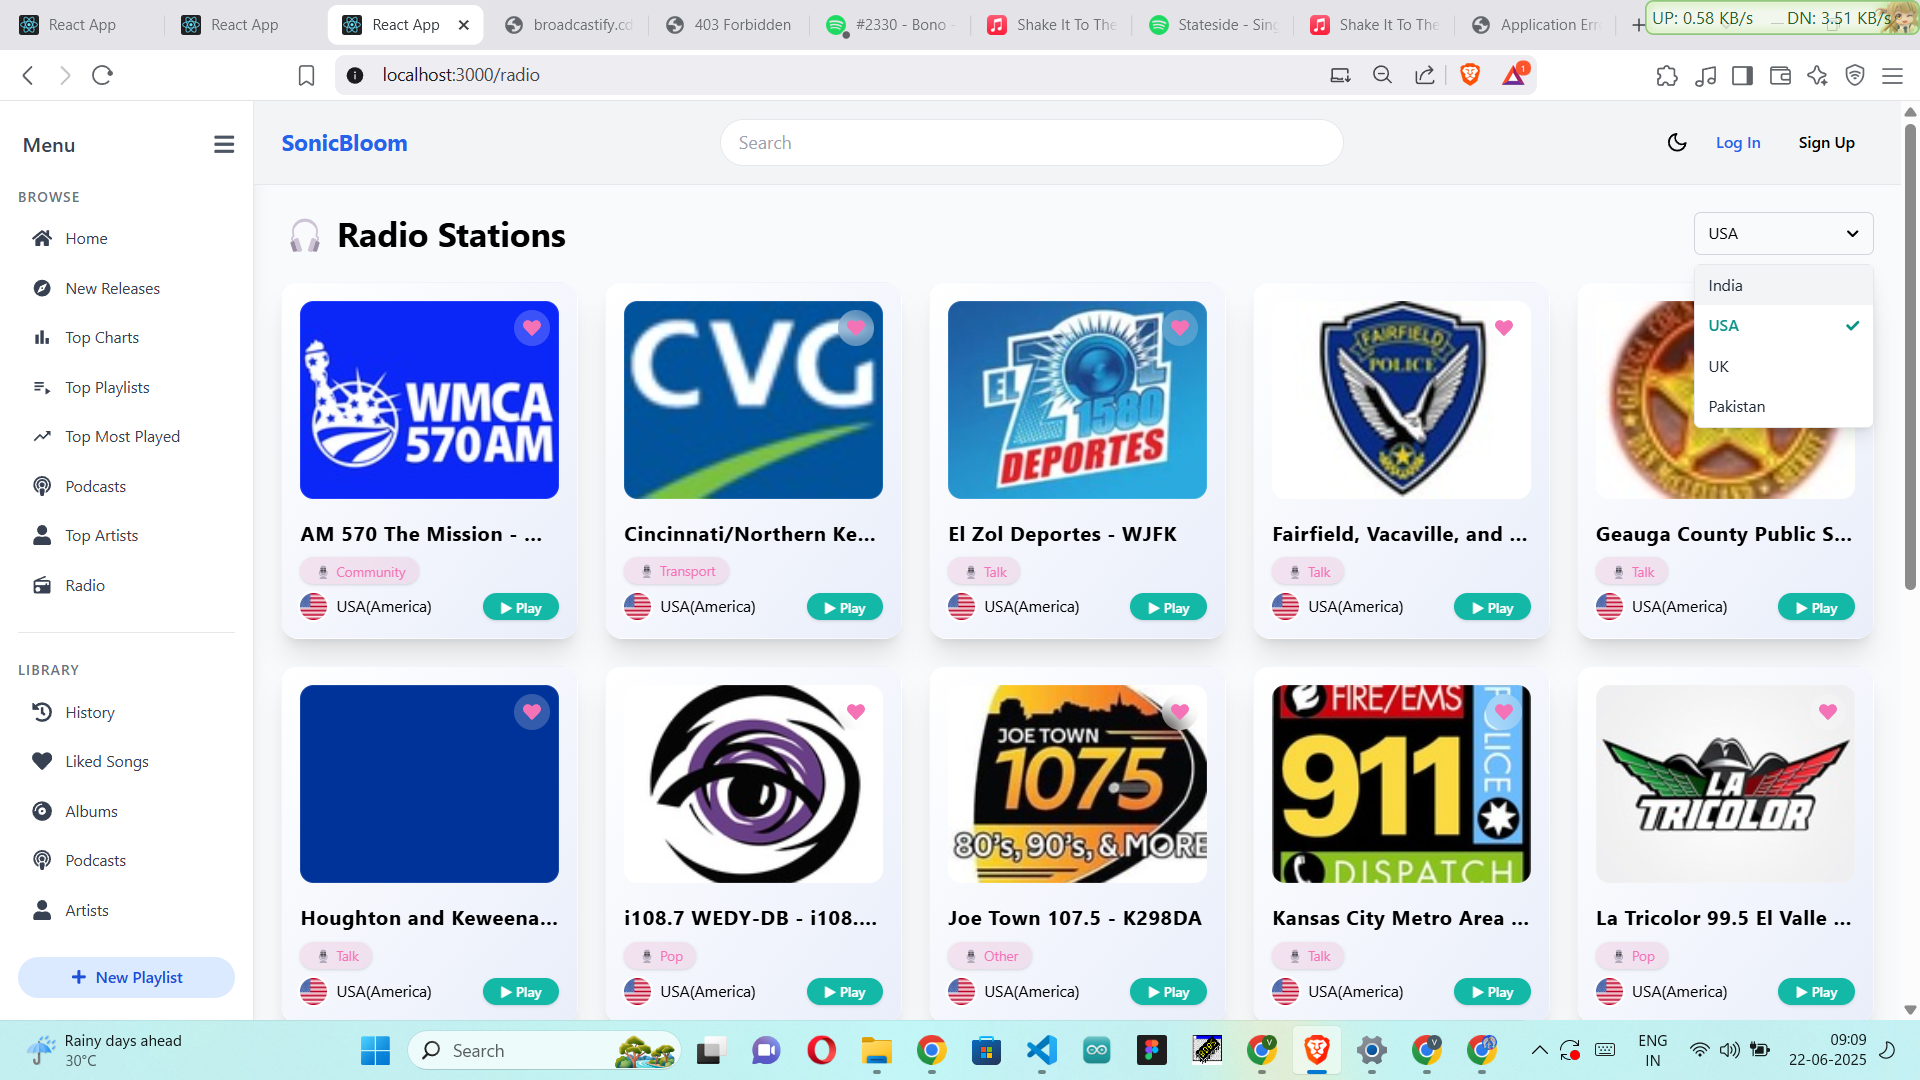 React App
React App
React App
broadcastify.cd
403 Forbidden
#2330 - Bono -
Shake It To The
Stateside - Sing
Shake It To The
Application Erro
UP: 0.58 KB/s DN: 3.51 KB/s
localhost:3000/radio
1
Menu
SonicBloom
Search
Log In
Sign Up
BROWSE
Home
New Releases
Top Charts
Top Playlists
Top Most Played
Podcasts
Top Artists
Radio
LIBRARY
History
Liked Songs
Albums
Podcasts
Artists
+ New Playlist
Radio Stations
USA
India
USA
UK
Pakistan
WMCA
570AM
AM 570 The Mission - ...
Community
USA(America)
Play
CVG
Cincinnati/Northern Ke...
Transport
USA(America)
Play
EL
ZOL
1580
DEPORTES
El Zol Deportes - WJFK
Talk
USA(America)
Play
FAIRFIELD
POLICE
Fairfield, Vacaville, and ...
Talk
USA(America)
Play
Geauga County Public S...
Talk
USA(America)
Play
Houghton and Keweena...
Talk
USA(America)
Play
i108.7 WEDY-DB - i108....
Pop
USA(America)
Play
JOE TOWN
1075
80's, 90's, & MORE
Joe Town 107.5 - K298DA
Other
USA(America)
Play
FIRE/EMS
POLICE
911
DISPATCH
Kansas City Metro Area ...
Talk
USA(America)
Play
LA
TRICOLOR
La Tricolor 99.5 El Valle ...
Pop
USA(America)
Play
Rainy days ahead
30°C
Search
ENG
IN
09:09
22-06-2025